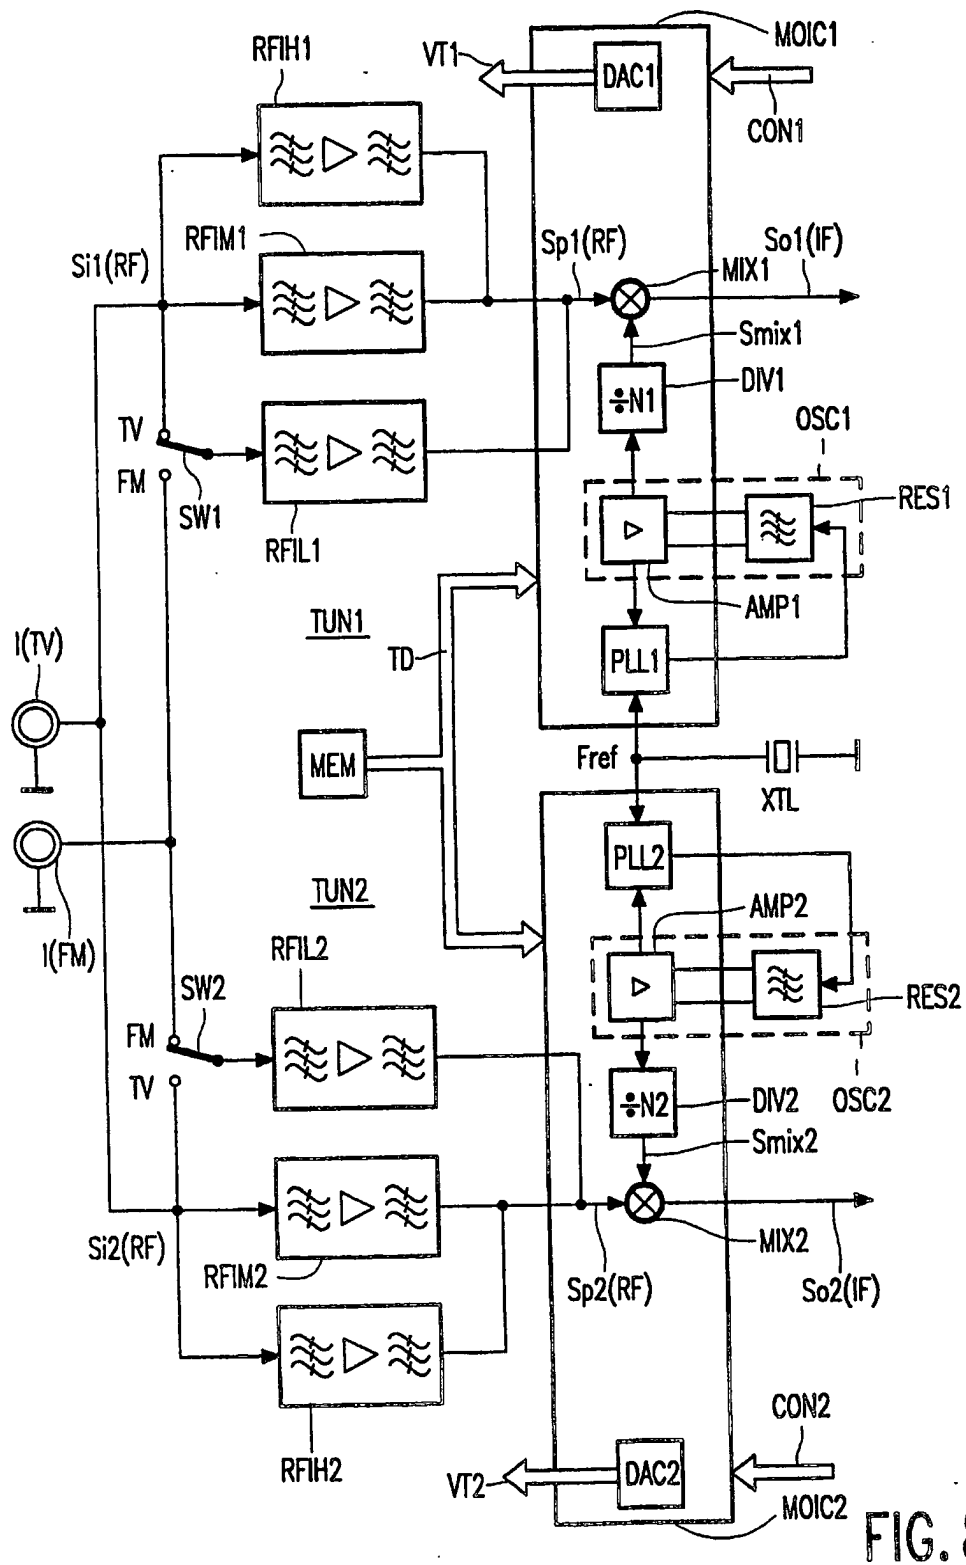 MOIC1
RFIH1
VT1
DAC1
CON1
RFIM1
Sp1(RF)
So1(IF)
Si1(RF)
MIX1
Smix1
÷N1
DIV1
TV
OSC1
FM
SW1
RES1
RFIL1
AMP1
TUN1
I(TV)
TD
PLL1
MEM
Fref
XTL
PLL2
TUN2
AMP2
I(FM)
RFIL2
SW2
RES2
FM
TV
÷N2
DIV2
OSC2
Smix2
Si2(RF)
MIX2
RFIM2
Sp2(RF)
So2(IF)
CON2
RFIH2
VT2
DAC2
MOIC2
FIG.